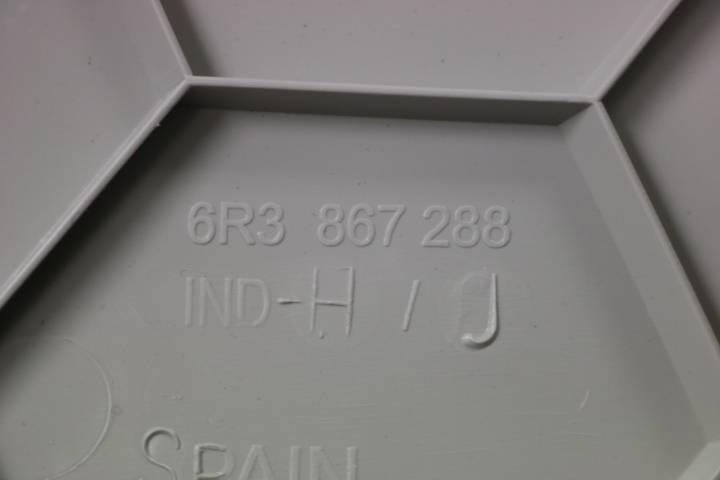 6R3 867 288
IND-H / J
SPAIN